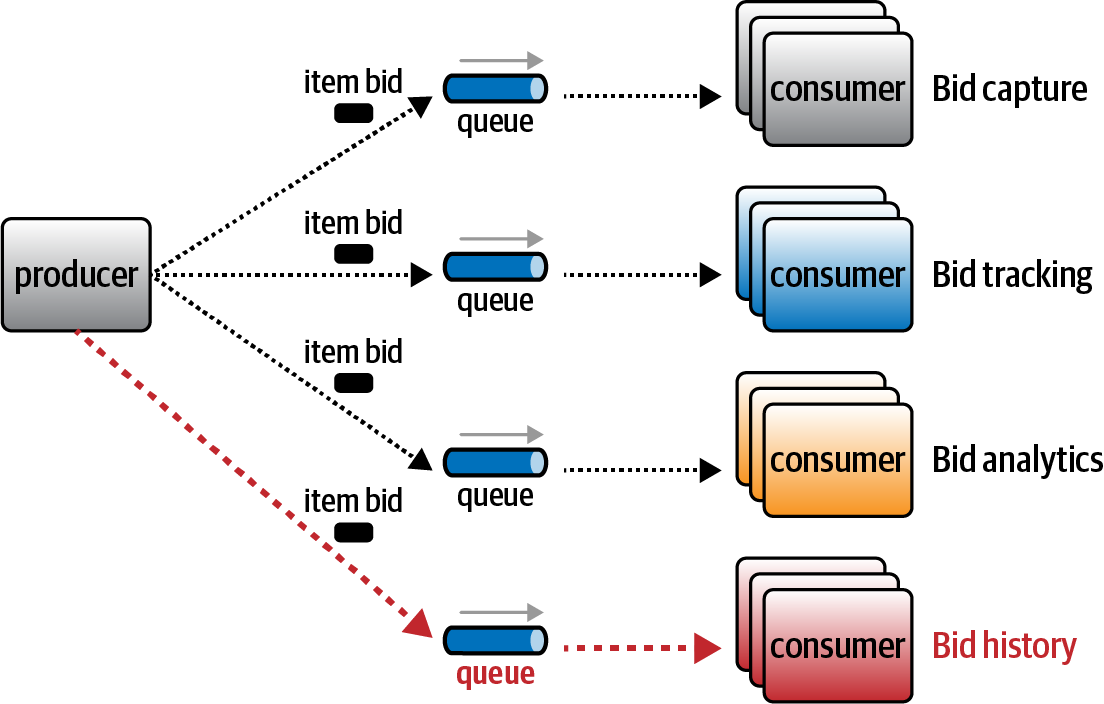 item bid
queue
consumer
Bid capture
item bid
queue
producer
consumer
Bid tracking
item bid
queue
consumer
Bid analytics
item bid
queue
consumer
Bid history